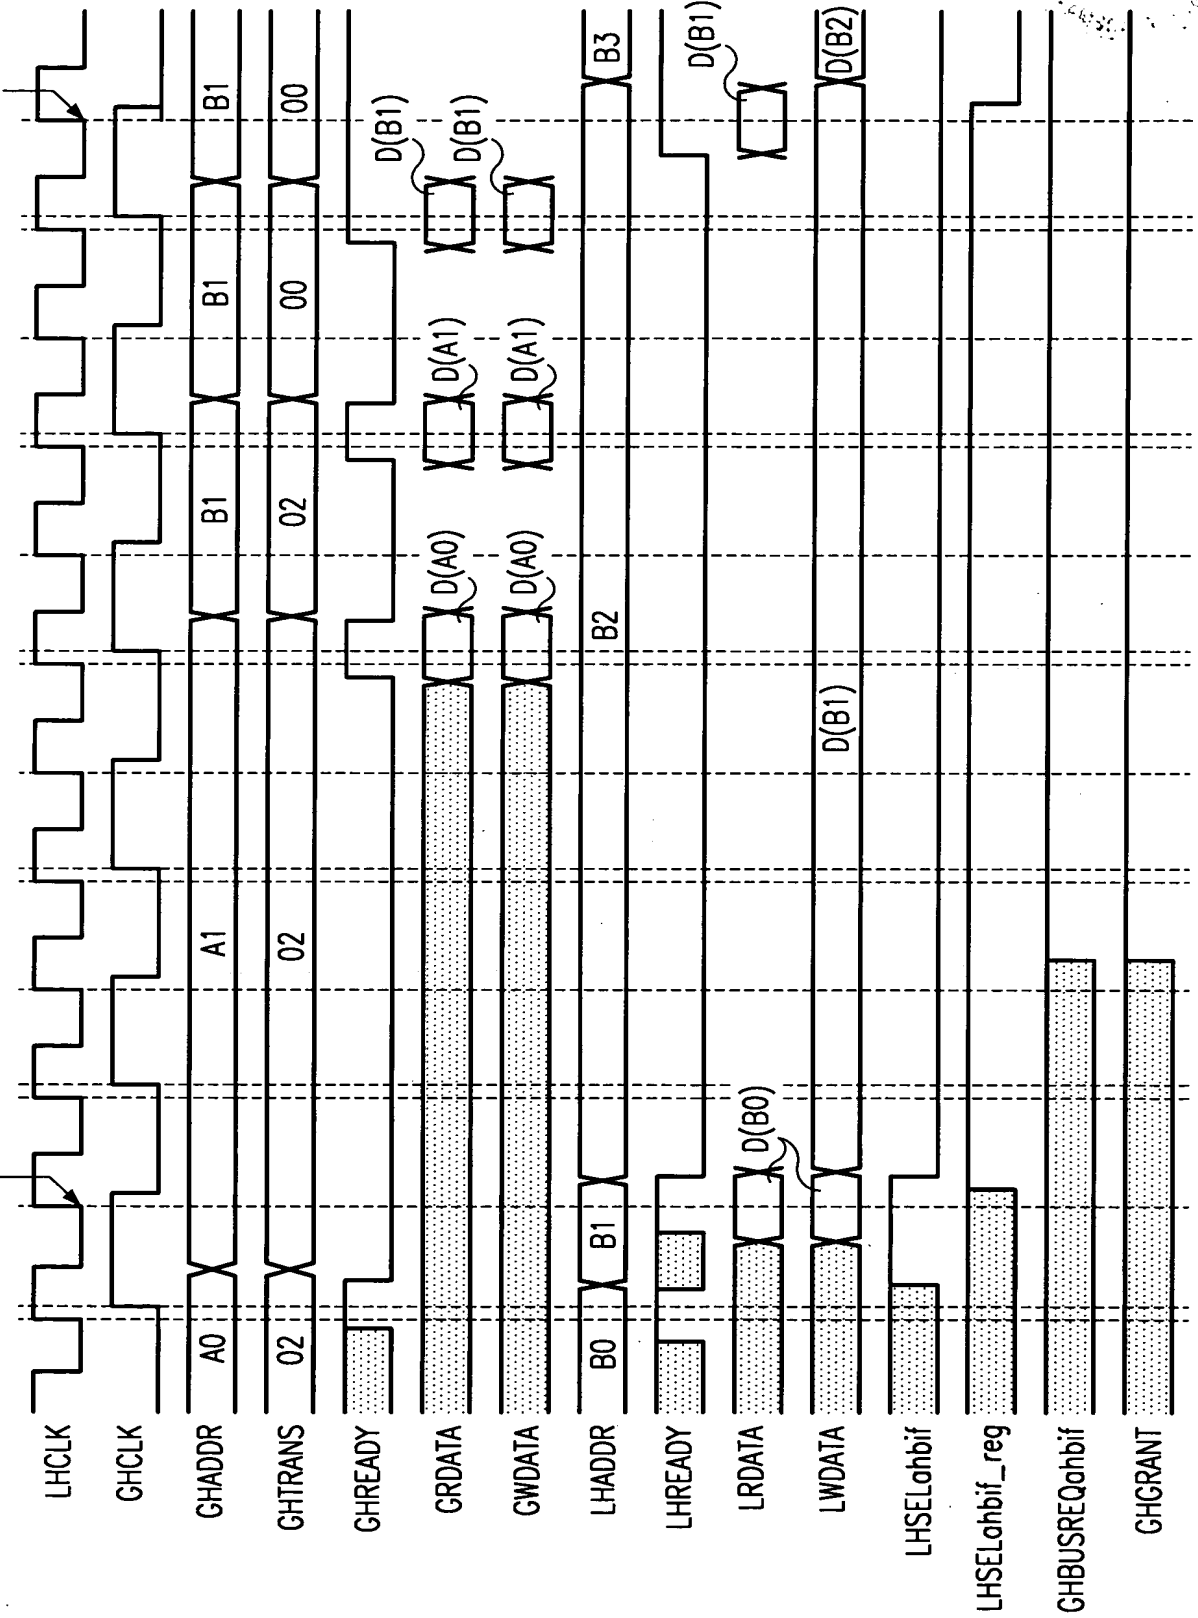 LHCLK
GHCLK
GHADDR A0 A1 B1 B1 B1
GHTRANS 02 02 02 00 00
GHREADY
GRDATA D(A0) D(A1) D(B1)
GWDATA D(A0) D(A1) D(B1)
LHADDR B0 B1 B2 B3
LHREADY
LRDATA D(B0) D(B1)
LWDATA D(B1) D(B2)
LHSELahbif
LHSELahbif_reg
GHBUSREQahbif
GHGRANT